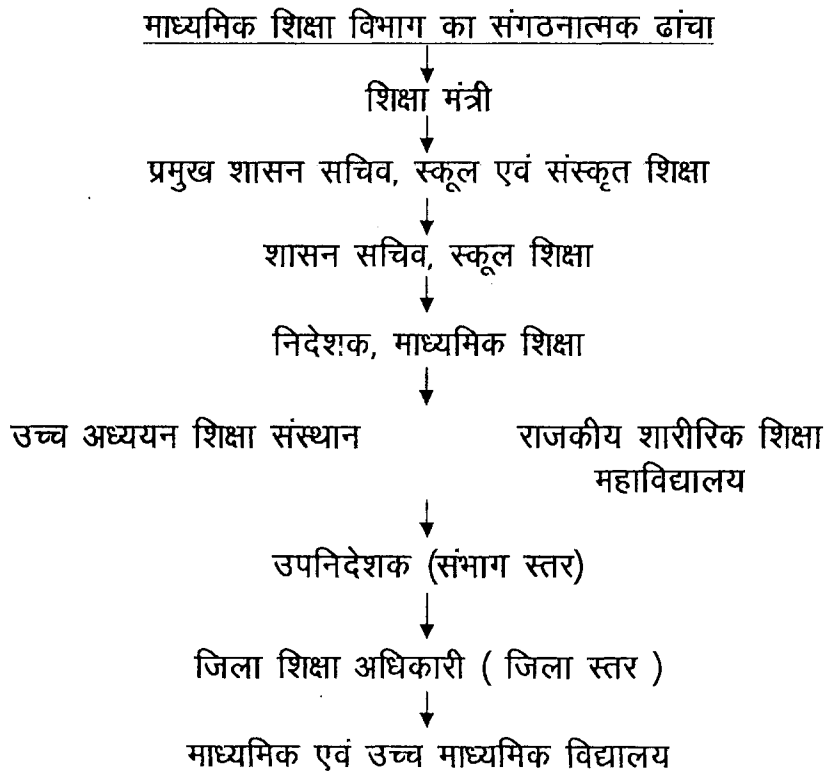 माध्यमिक शिक्षा विभाग का संगठनात्मक ढांचा
शिक्षा मंत्री
प्रमुख शासन सचिव, स्कूल एवं संस्कृत शिक्षा
शासन सचिव, स्कूल शिक्षा
निदेशक, माध्यमिक शिक्षा
उच्च अध्ययन शिक्षा संस्थान
राजकीय शारीरिक शिक्षा
महाविद्यालय
उपनिदेशक (संभाग स्तर)
जिला शिक्षा अधिकारी ( जिला स्तर )
माध्यमिक एवं उच्च माध्यमिक विद्यालय